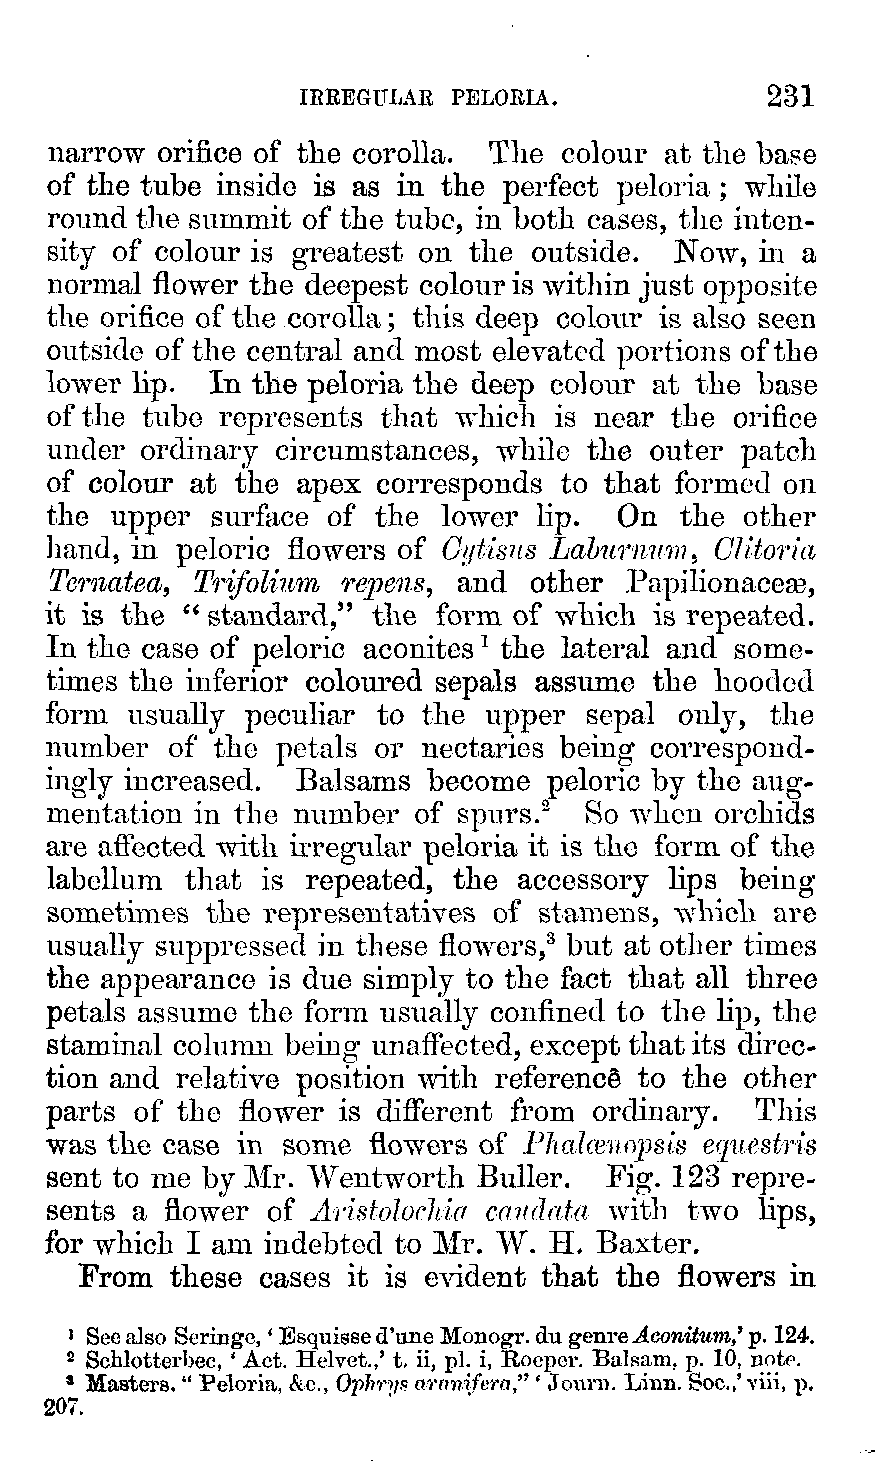 IRREGULAR PELORIA. 231
narrow orifice of the corolla. The colour at the base
of the tube inside is as in the perfect peloria; while
round the summit of the tube, in both cases, the inten-
sity of colour is greatest on the outside. Now, in a
normal flower the deepest colour is within just opposite
the orifice of the corolla; this deep colour is also seen
outside of the central and most elevated portions of the
lower lip. In the peloria the deep colour at the base
of the tube represents that which is near the orifice
under ordinary circumstances, while the outer patch
of colour at the apex corresponds to that formed on
the upper surface of the lower lip. On the other
hand, in peloric flowers of Cytisus Laburnum, Clitoria
Ternatea, Trifolium repens, and other Papilionaceæ,
it is the “standard,” the form of which is repeated.
In the case of peloric aconites¹ the lateral and some-
times the inferior coloured sepals assume the hooded
form usually peculiar to the upper sepal only, the
number of the petals or nectaries being correspond-
ingly increased. Balsams become peloric by the aug-
mentation in the number of spurs.² So when orchids
are affected with irregular peloria it is the form of the
labellum that is repeated, the accessory lips being
sometimes the representatives of stamens, which are
usually suppressed in these flowers,³ but at other times
the appearance is due simply to the fact that all three
petals assume the form usually confined to the lip, the
staminal column being unaffected, except that its direc-
tion and relative position with reference to the other
parts of the flower is different from ordinary. This
was the case in some flowers of Phalænopsis equestris
sent to me by Mr. Wentworth Buller. Fig. 123 repre-
sents a flower of Aristolochia caudata with two lips,
for which I am indebted to Mr. W. H. Baxter.
From these cases it is evident that the flowers in
¹ See also Seringe, ‘Esquisse d’une Monogr. du genre Aconitum,’ p. 124.
² Schlotterbec, ‘Act. Helvet.,’ t. ii, pl. i, Roeper. Balsam, p. 10, note.
³ Masters. “Peloria, &c., Ophrys aranifera,” ‘Journ. Linn. Soc.,’ viii, p.
207.